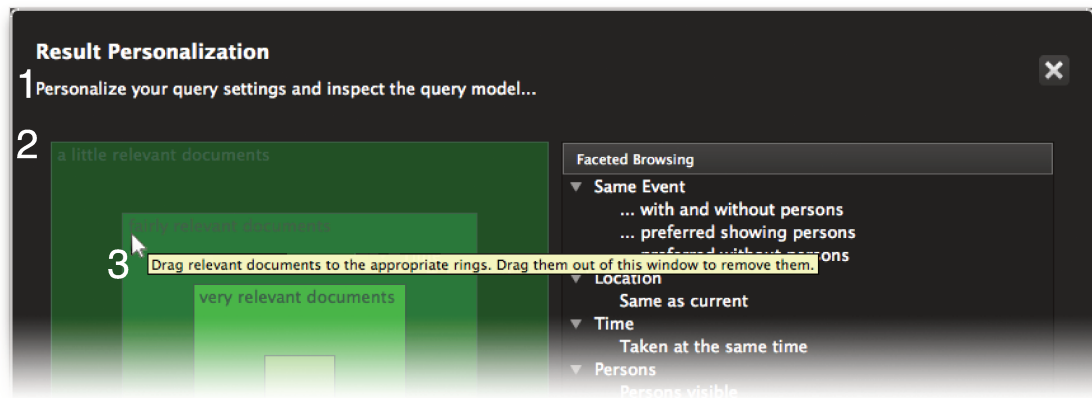 Result Personalization
1
Personalize your query settings and inspect the query model...
2
a little relevant documents
Faceted Browsing
Same Event
... with and without persons
fairly relevant documents
... preferred showing persons
... preferred without persons
3
Drag relevant documents to the appropriate rings. Drag them out of this window to remove them.
Location
very relevant documents
Same as current
Time
Taken at the same time
Persons
Persons visible